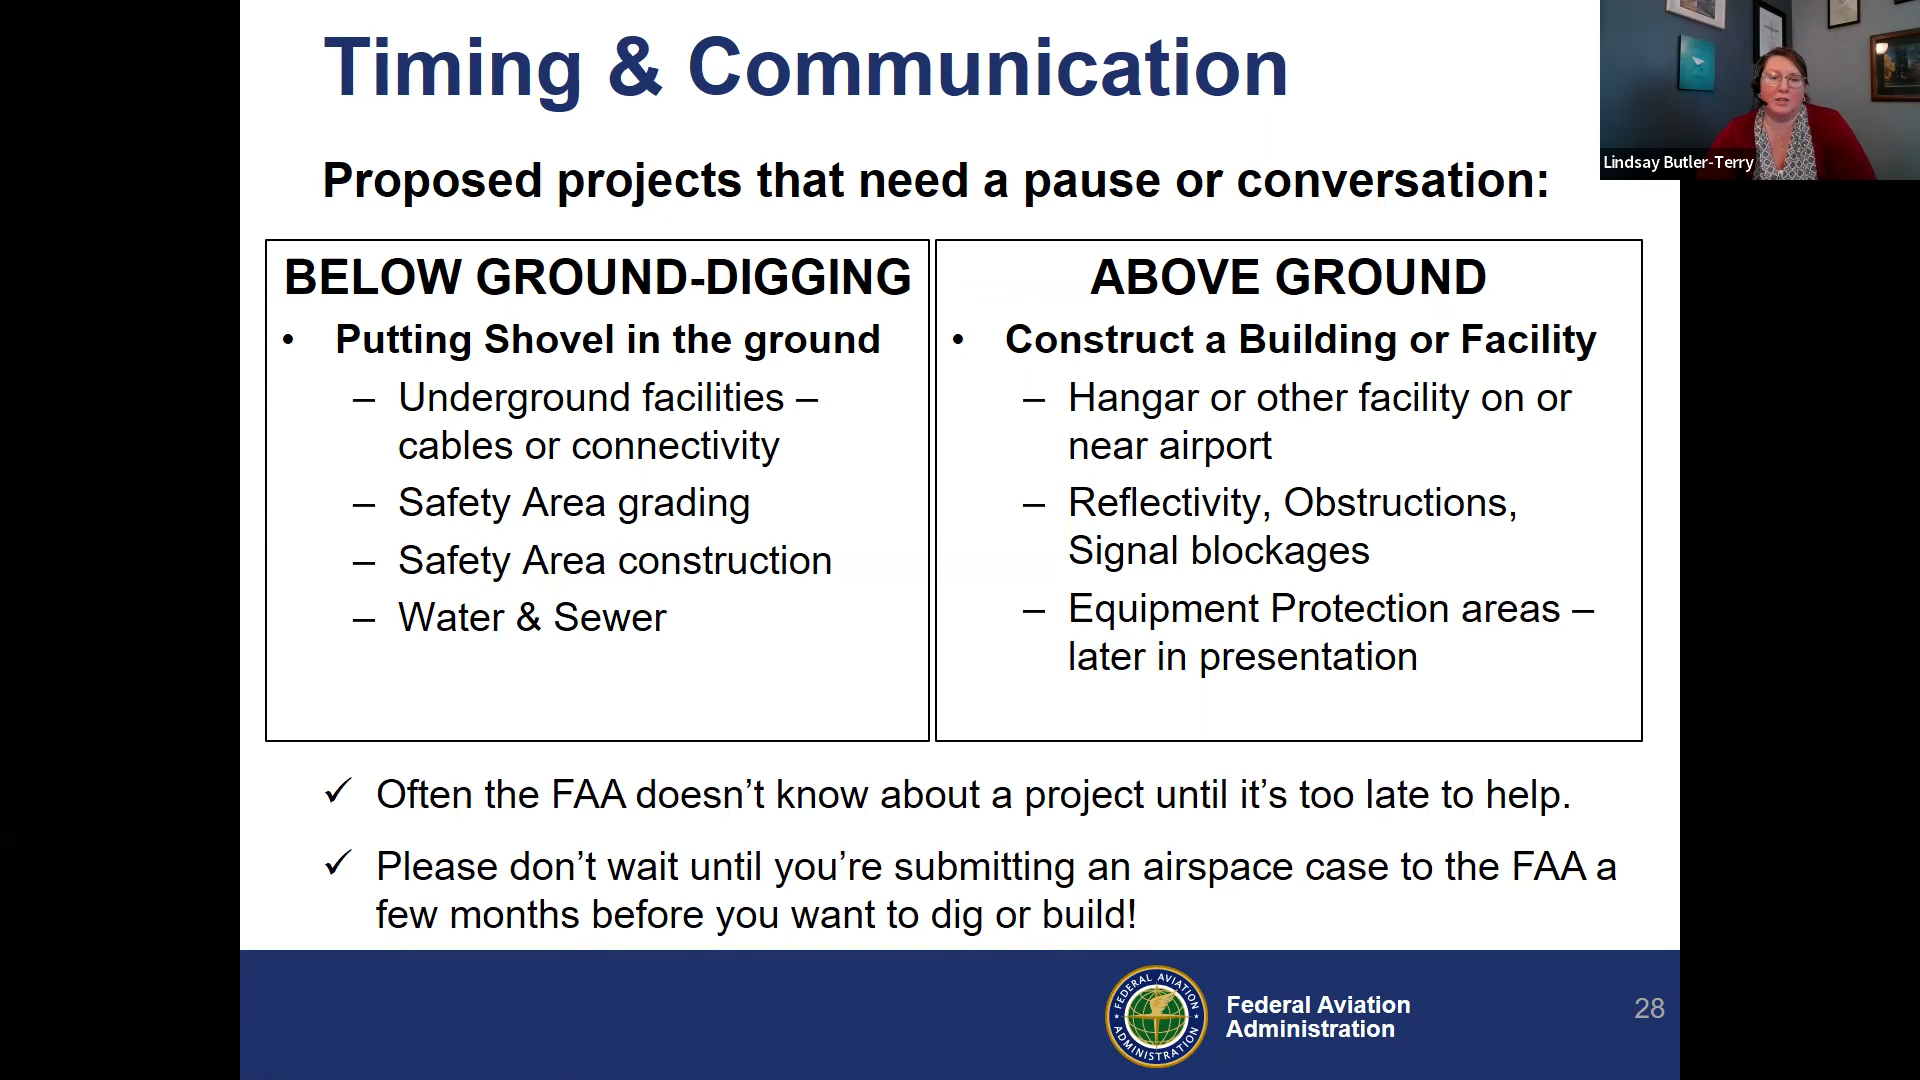 Timing & Communication
Lindsay Butler-Terry
Proposed projects that need a pause or conversation:
BELOW GROUND-DIGGING
• Putting Shovel in the ground
– Underground facilities –
cables or connectivity
– Safety Area grading
– Safety Area construction
– Water & Sewer
ABOVE GROUND
• Construct a Building or Facility
– Hangar or other facility on or
near airport
– Reflectivity, Obstructions,
Signal blockages
– Equipment Protection areas –
later in presentation
✓ Often the FAA doesn’t know about a project until it’s too late to help.
✓ Please don’t wait until you’re submitting an airspace case to the FAA a
few months before you want to dig or build!
FEDERAL AVIATION
ADMINISTRATION
Federal Aviation
Administration
28